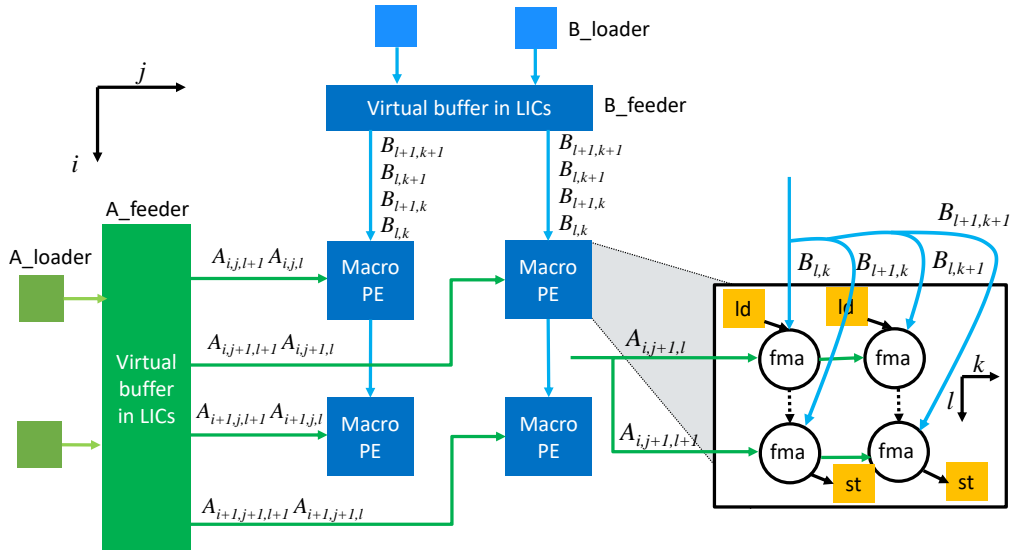 B_loader
j
i
Virtual buffer in LICs
B_feeder
B_{l+1,k+1}
B_{l,k+1}
B_{l+1,k}
B_{l,k}
B_{l+1,k+1}
B_{l,k+1}
B_{l+1,k}
B_{l,k}
A_feeder
A_loader
Virtual
buffer
in LICs
A_{i,j,l+1} A_{i,j,l}
A_{i,j+1,l+1} A_{i,j+1,l}
A_{i+1,j,l+1} A_{i+1,j,l}
A_{i+1,j+1,l+1} A_{i+1,j+1,l}
Macro
PE
Macro
PE
Macro
PE
Macro
PE
B_{l+1,k+1}
B_{l,k}
B_{l+1,k}
B_{l,k+1}
ld
ld
A_{i,j+1,l}
fma
fma
k
l
A_{i,j+1,l+1}
fma
fma
st
st